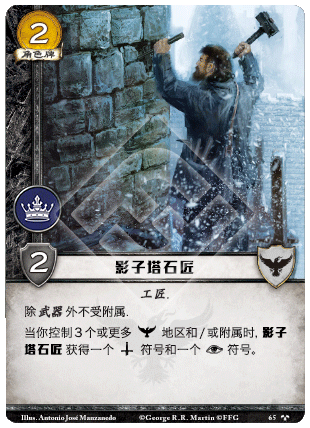 2
角色牌
2
影子塔石匠
工匠.
除 武器 外不受附属.
当你控制3个或更多 地区和/或附属时, 影子
塔石匠 获得一个 符号和一个 符号。
Illus. Antonio José Manzanedo ©George R.R. Martin ©FFG 65